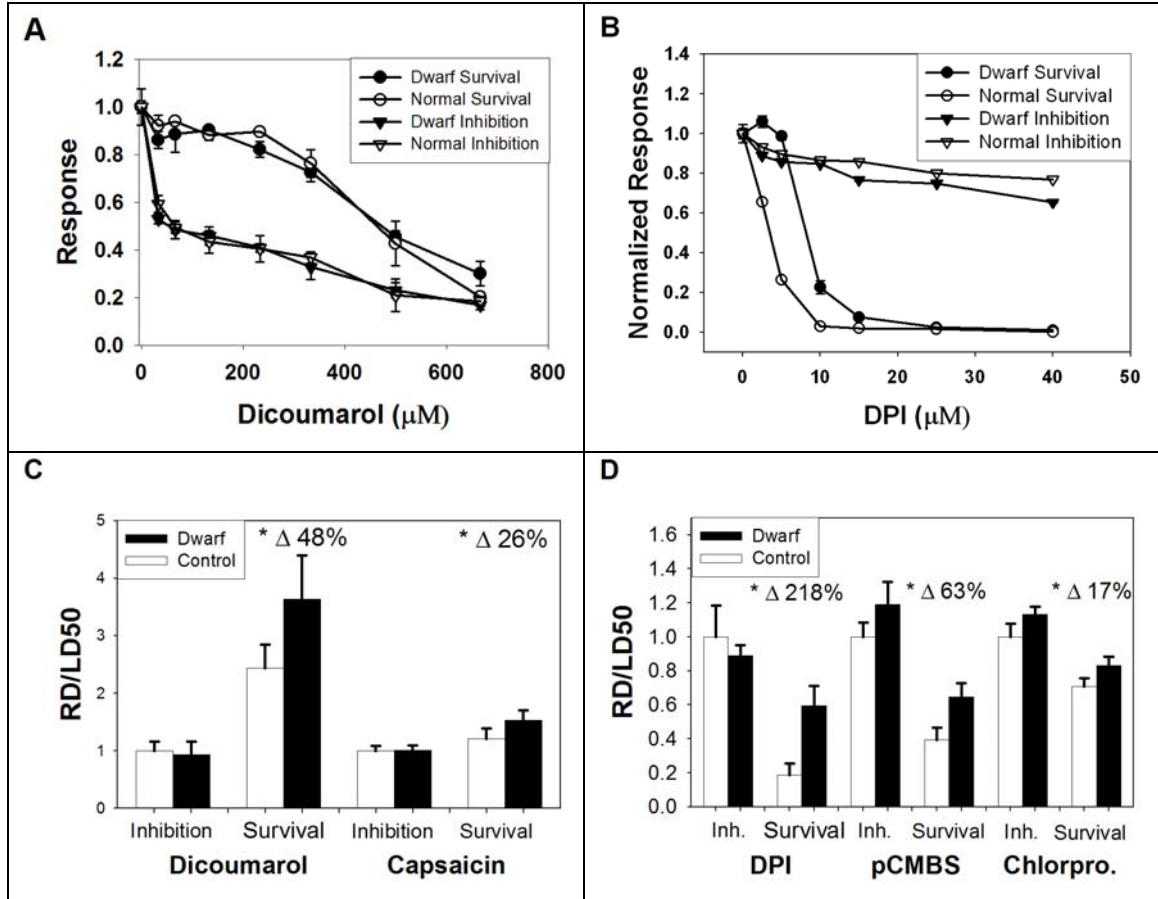 A
Response
1.2
1.0
0.8
0.6
0.4
0.2
0.0
Dwarf Survival
Normal Survival
Dwarf Inhibition
Normal Inhibition
0 200 400 600 800
Dicoumarol (μM)
B
Normalized Response
1.4
1.2
1.0
0.8
0.6
0.4
0.2
0.0
Dwarf Survival
Normal Survival
Dwarf Inhibition
Normal Inhibition
0 10 20 30 40 50
DPI (μM)
C
RD/LD50
5
4
3
2
1
0
Dwarf
Control
* Δ 48% * Δ 26%
Inhibition Survival Inhibition Survival
Dicoumarol Capsaicin
D
RD/LD50
1.6
1.4
1.2
1.0
0.8
0.6
0.4
0.2
0.0
Dwarf
Control
* Δ 218% * Δ 63% * Δ 17%
Inh. Survival Inh. Survival Inh. Survival
DPI pCMBS Chlorpro.